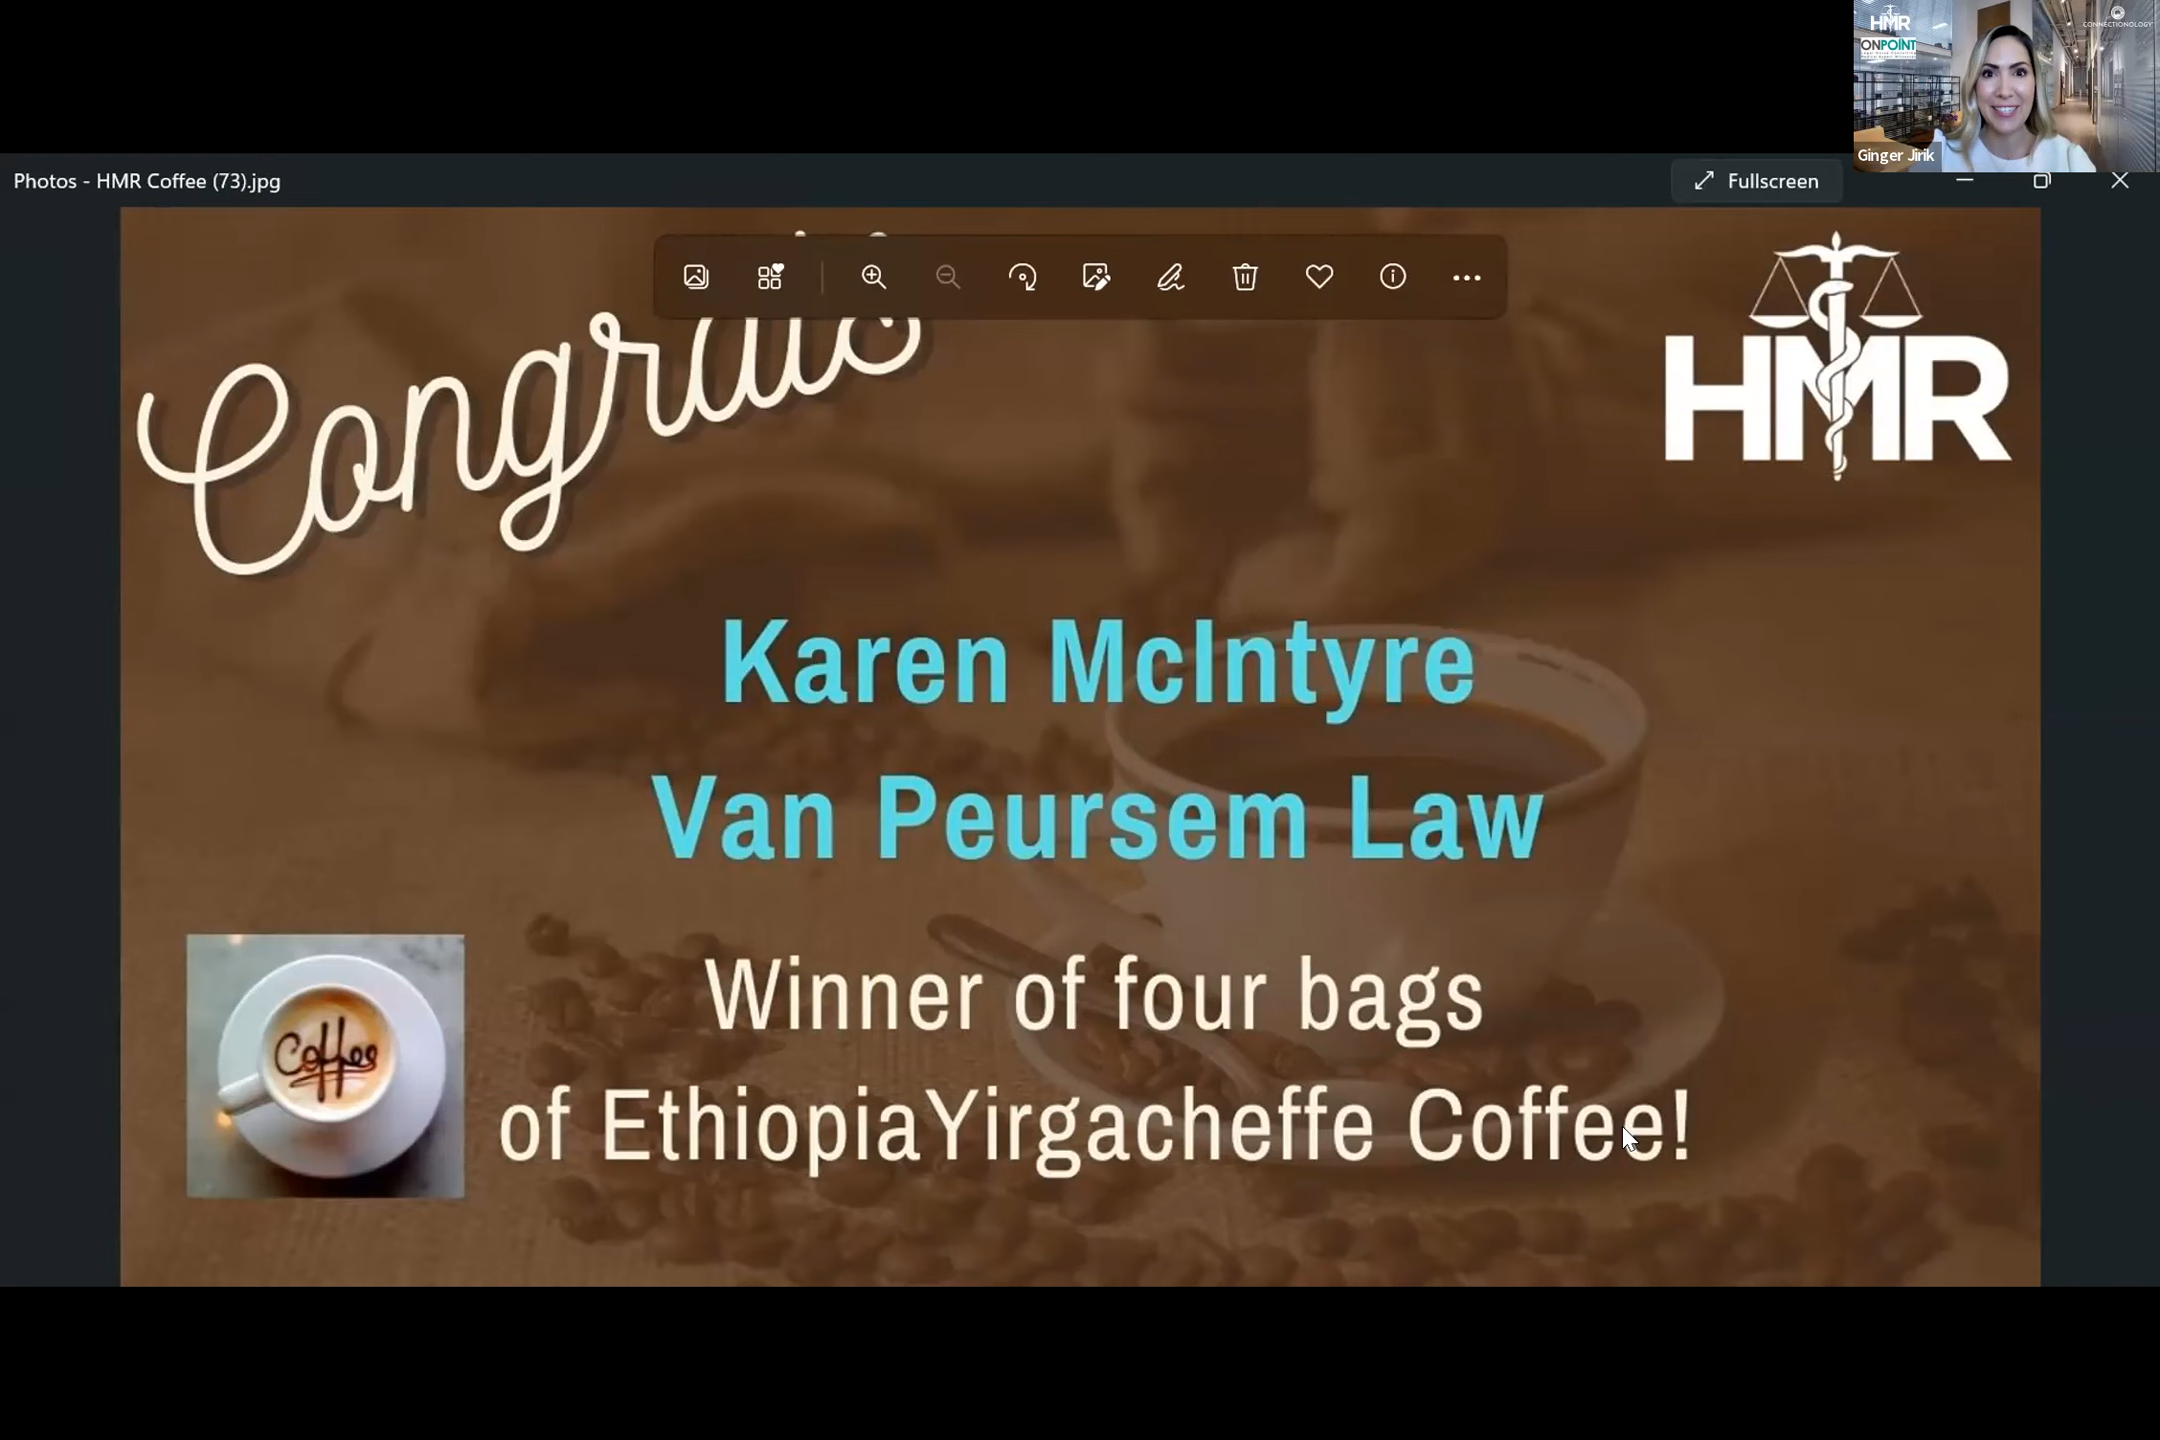 HMR
ONPOINT
CONNECTIONOLOGY
Ginger Jirik
Photos - HMR Coffee (73).jpg
Fullscreen
Congrats
HMR
Karen McIntyre
Van Peursem Law
Winner of four bags
of EthiopiaYirgacheffe Coffee!
Coffee